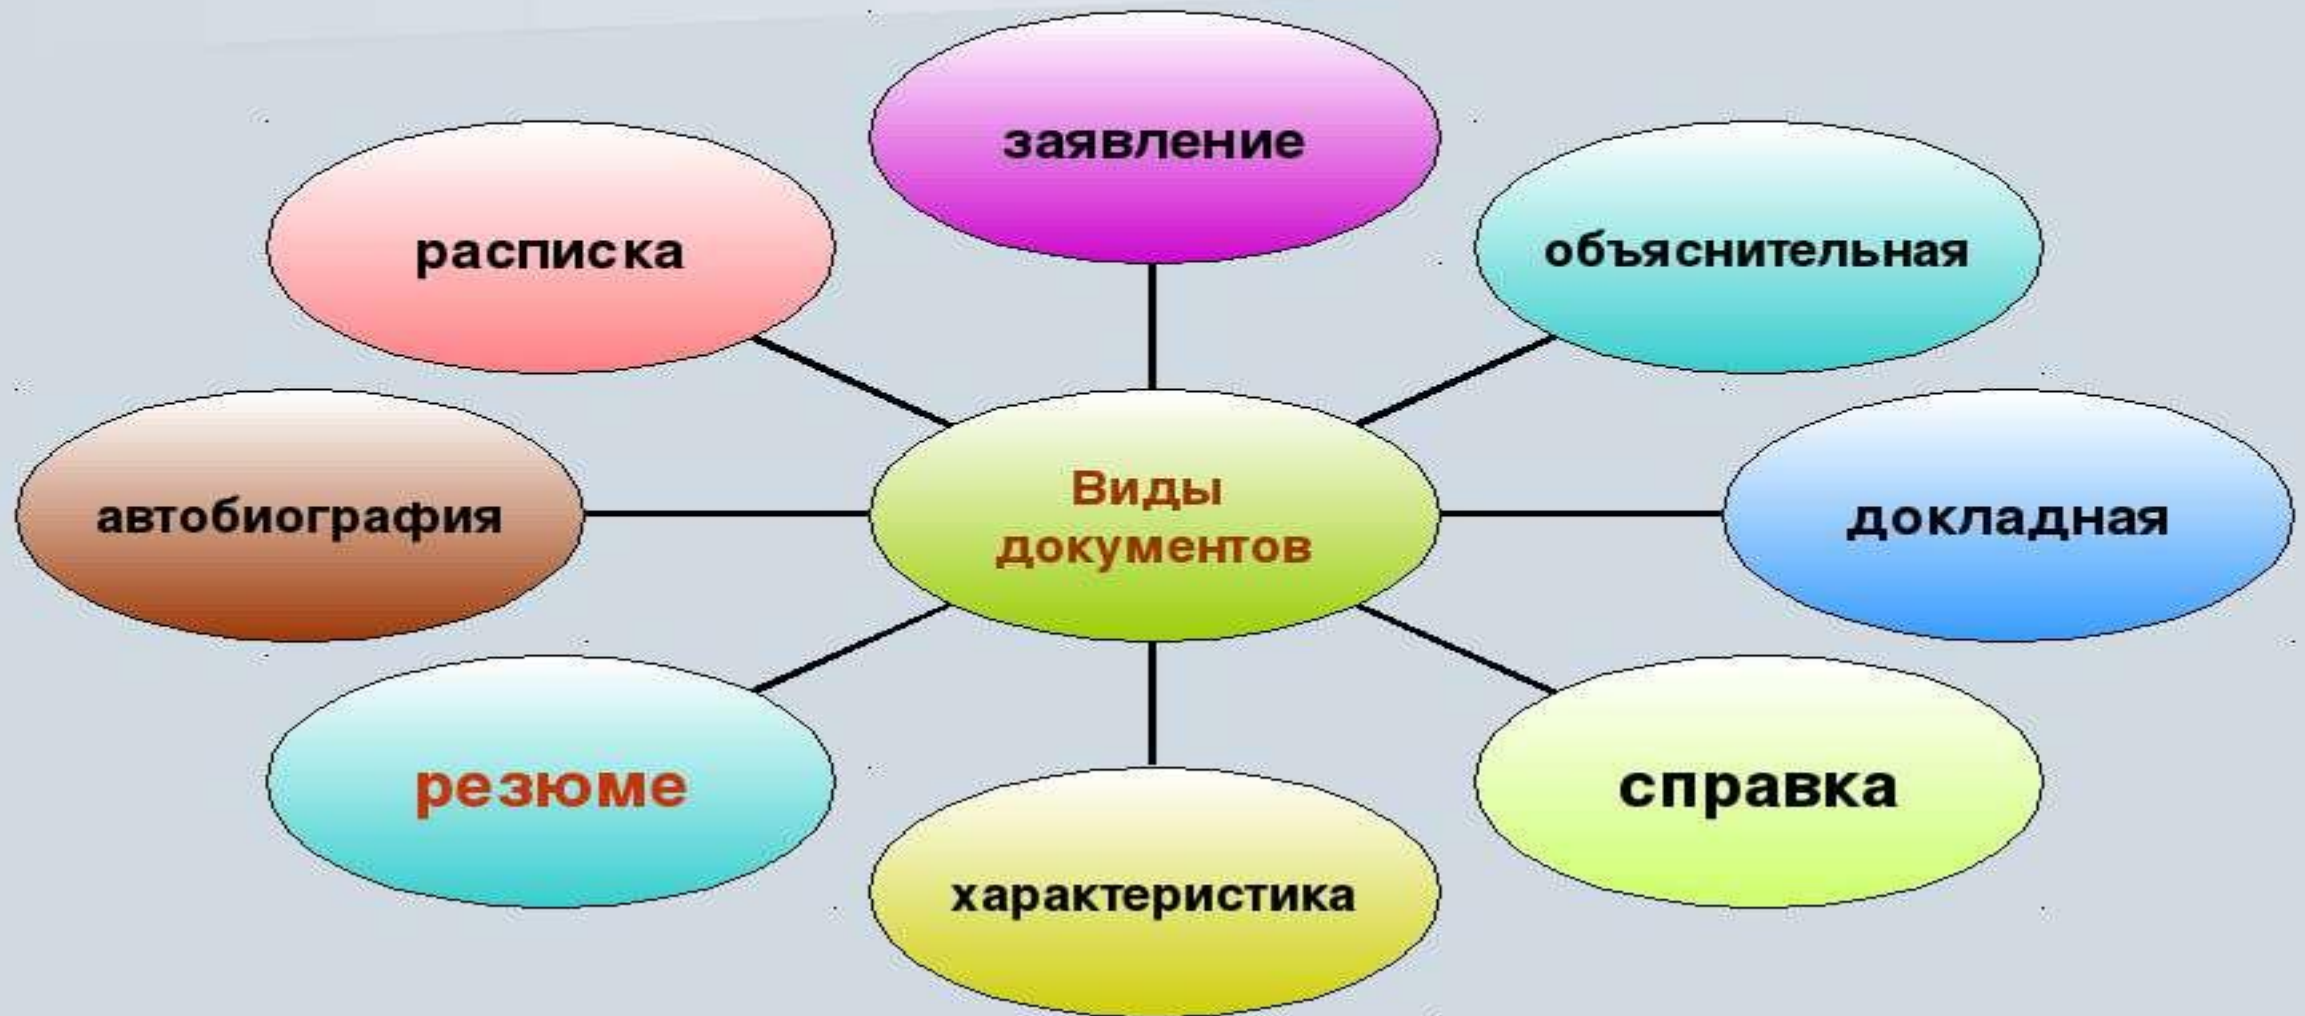 заявление
расписка
объяснительная
автобиография
Виды
документов
докладная
резюме
справка
характеристика